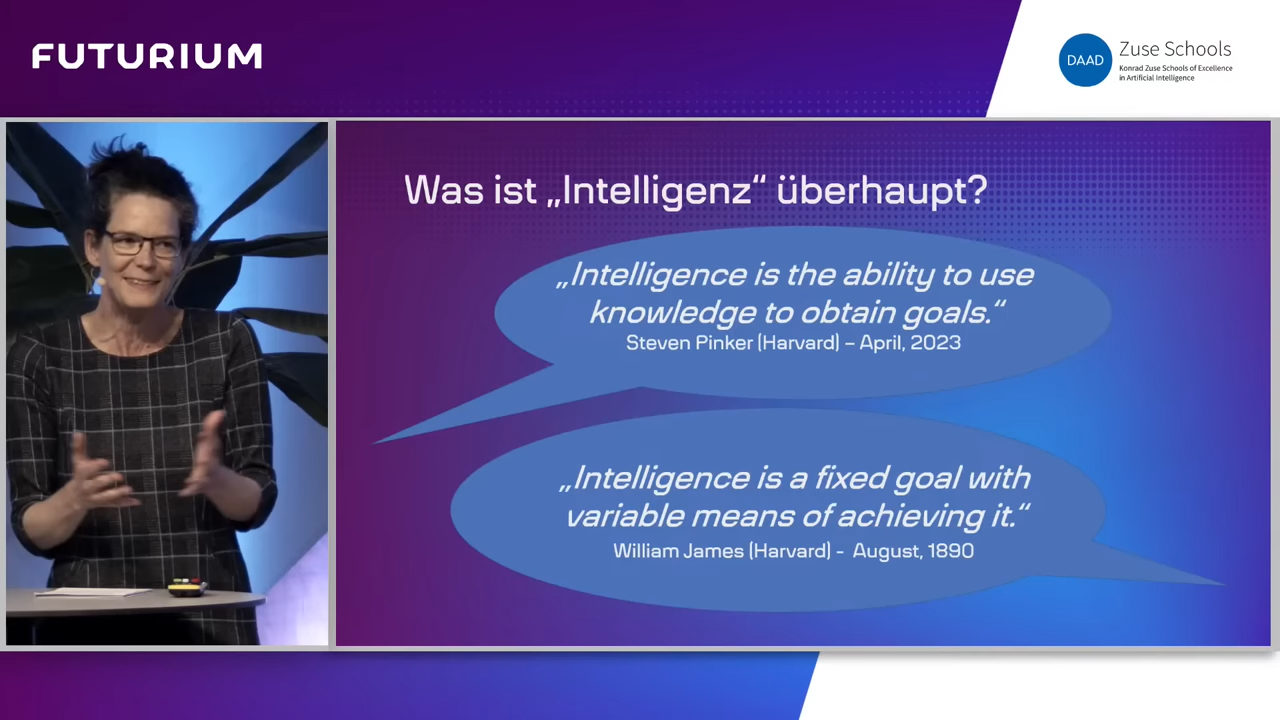 FUTURIUM
DAAD
Zuse Schools
Konrad Zuse Schools of Excellence
in Artificial Intelligence
Was ist „Intelligenz“ überhaupt?
„Intelligence is the ability to use
knowledge to obtain goals.“
Steven Pinker (Harvard) – April, 2023
„Intelligence is a fixed goal with
variable means of achieving it.“
William James (Harvard) - August, 1890